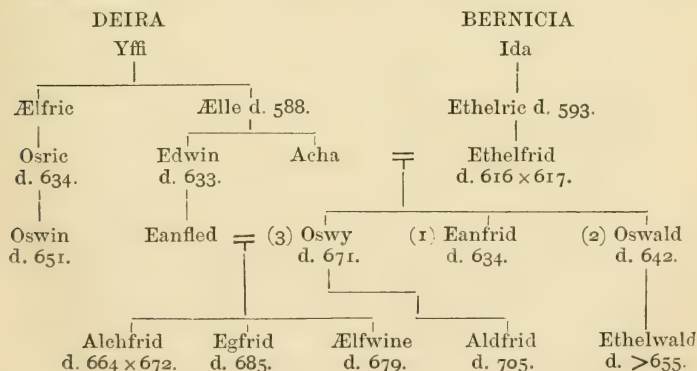 DEIRA BERNICIA
Yffi Ida
Ælfric Ælle d. 588. Ethelric d. 593.
Osric Edwin Acha = Ethelfrid
d. 634. d. 633. d. 616 × 617.
Oswin Eanfled = (3) Oswy (1) Eanfrid (2) Oswald
d. 651. d. 671. d. 634. d. 642.
Alchfrid Egfrid Ælfwine Aldfrid Ethelwald
d. 664 × 672. d. 685. d. 679. d. 705. d. >655.